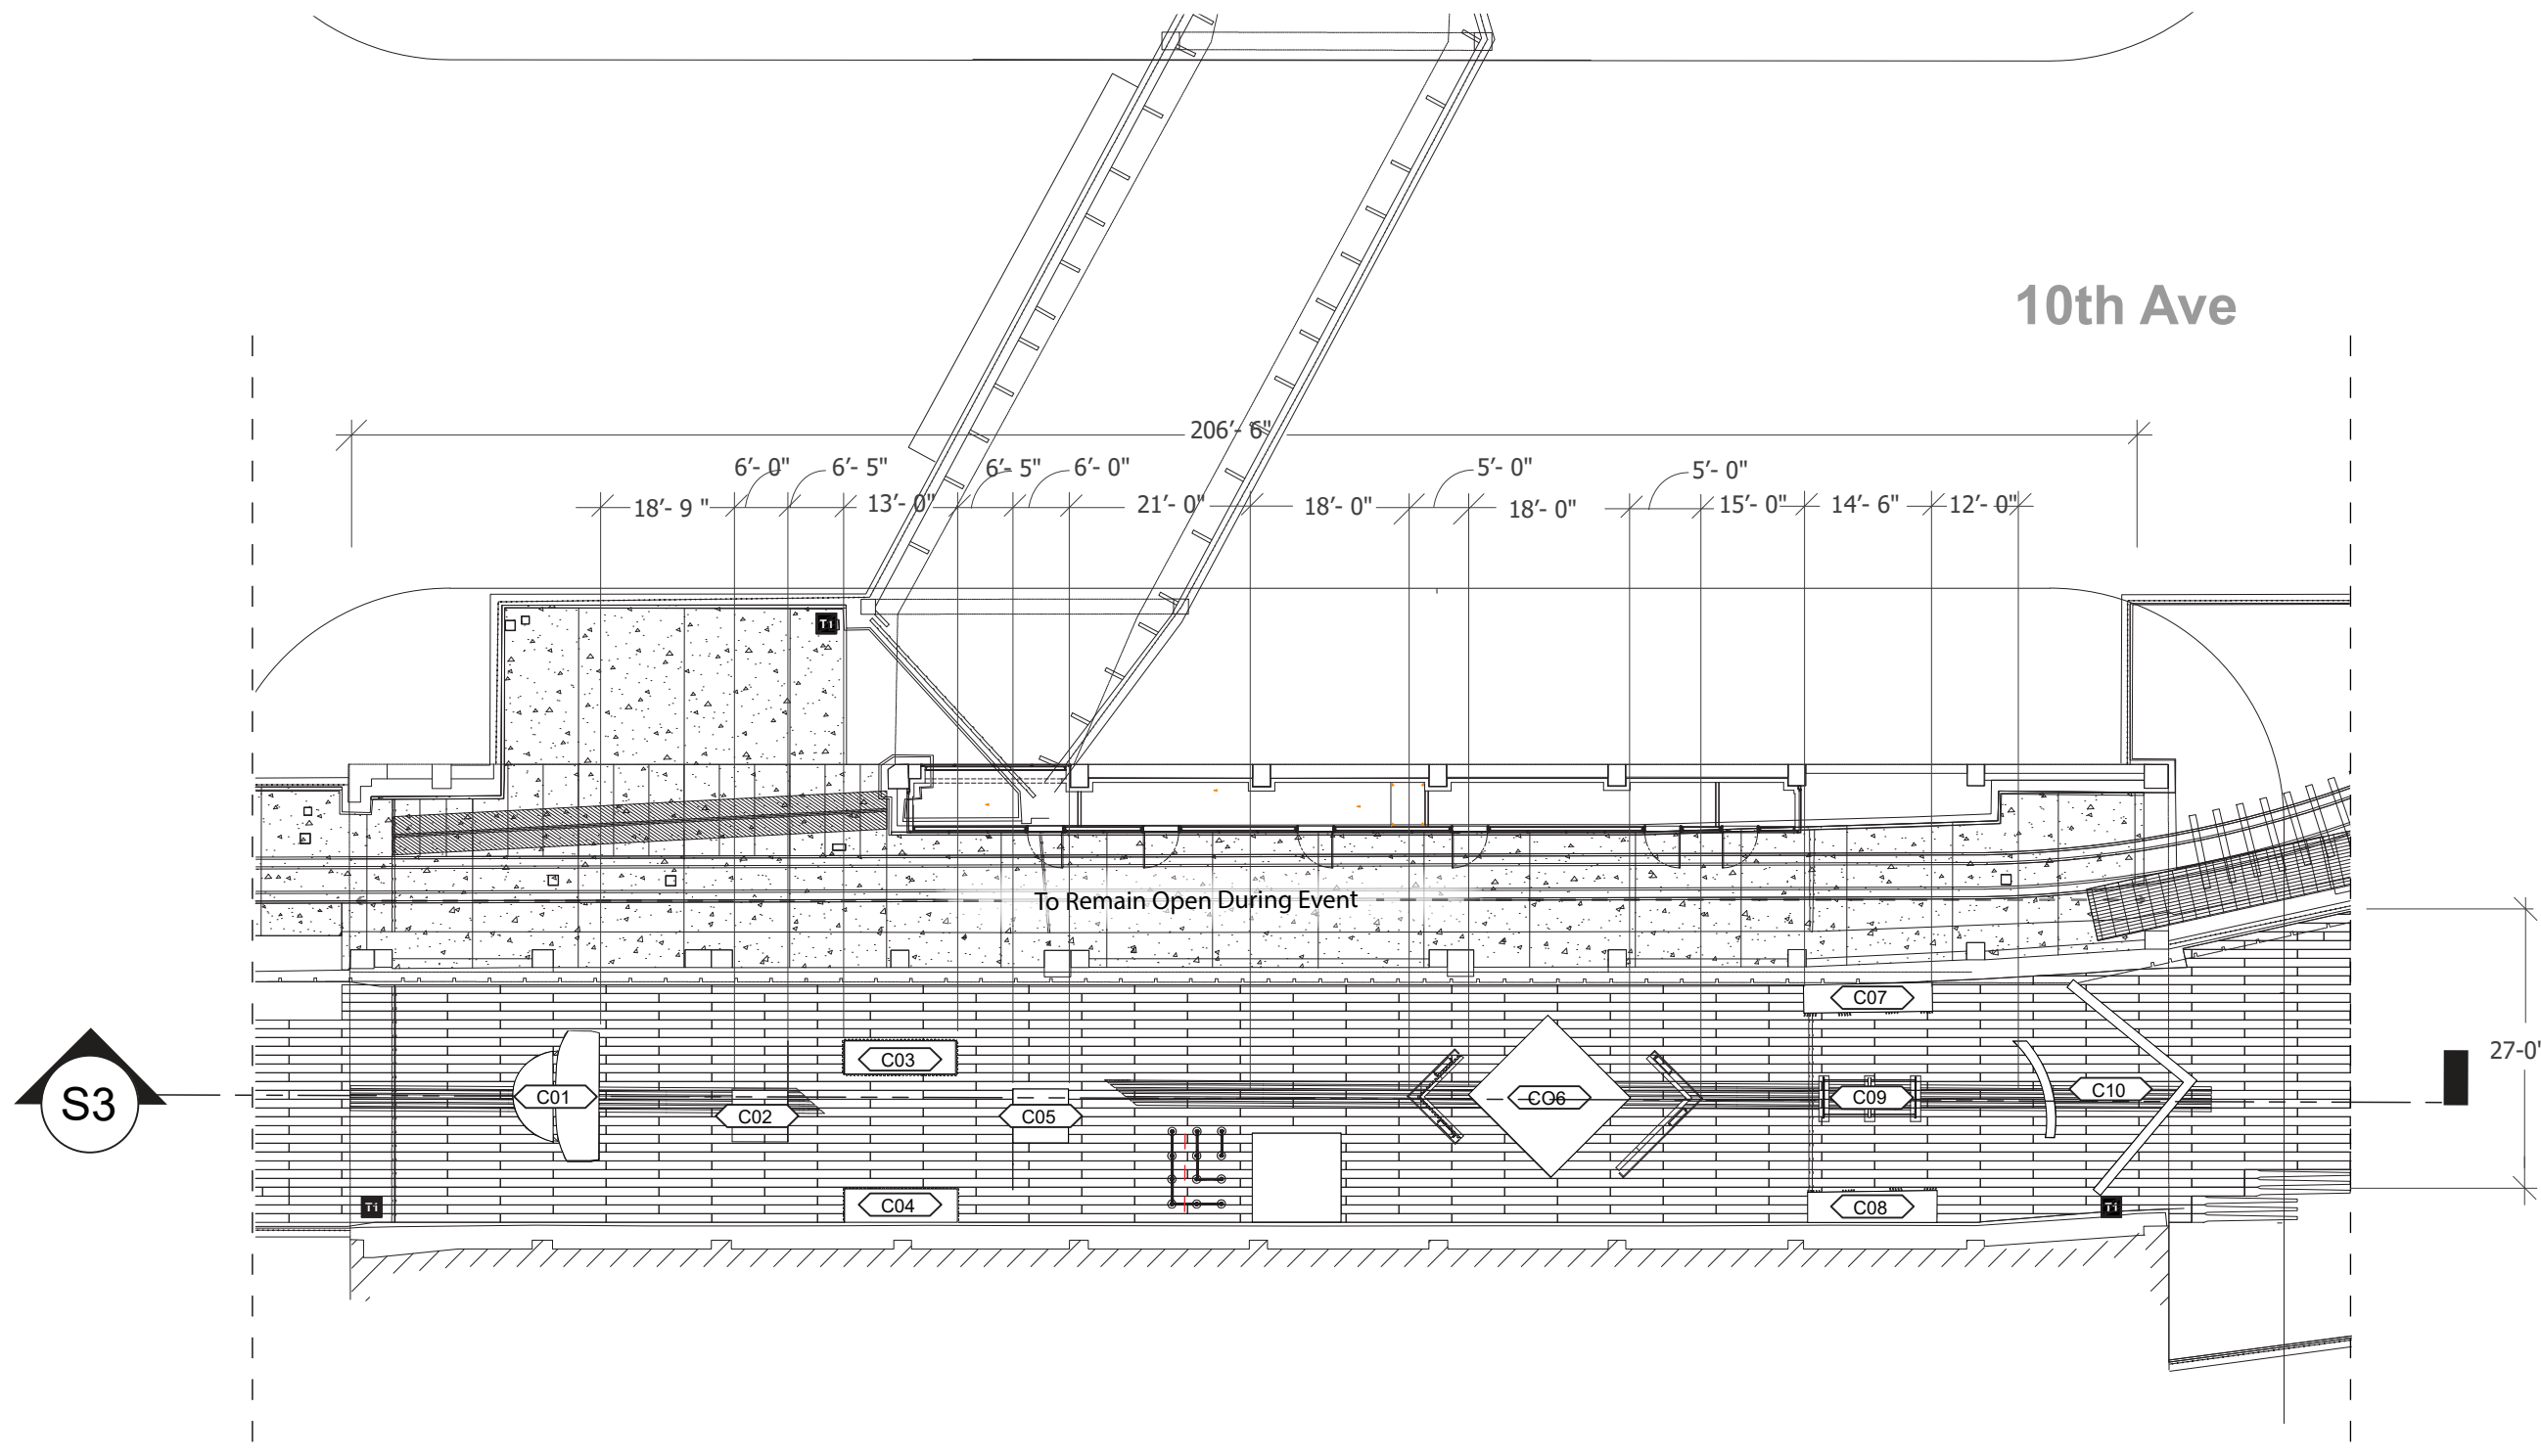 10th Ave
206'- 6"
6'- 0" 6'- 5" 6'- 5" 6'- 0" 5'- 0" 5'- 0"
18'- 9 " 13'- 0" 21'- 0" 18'- 0" 18'- 0" 15'- 0" 14'- 6" 12'- 0"
T1
To Remain Open During Event
C07
27-0'
C03
C10
S3 C01 CO6 C09
C02 C05
C04 C08
T1 T1